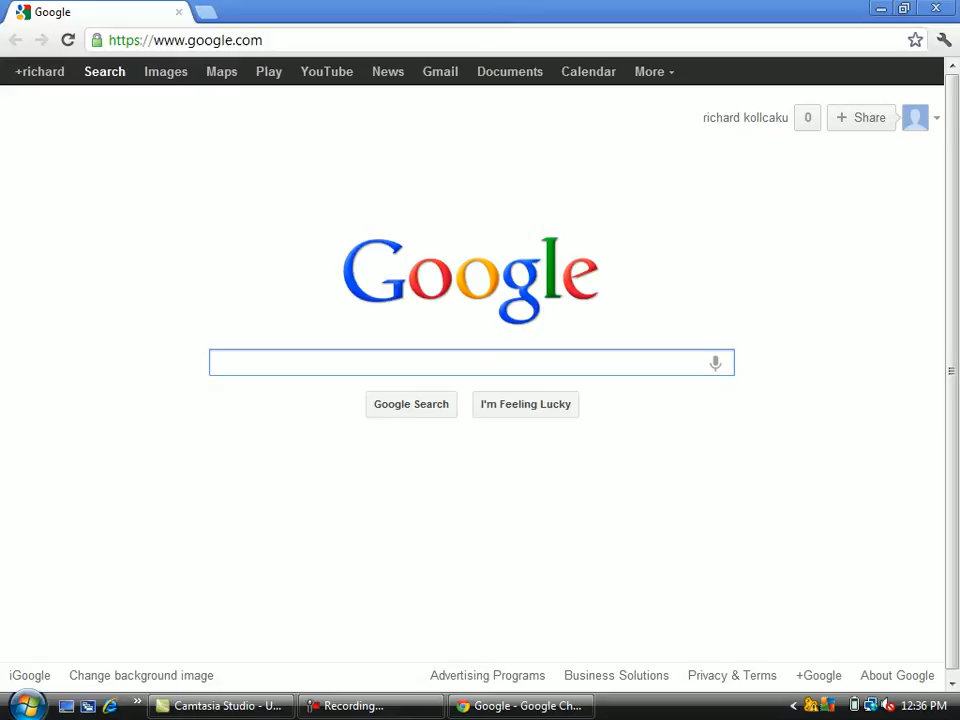 Google
https://www.google.com
+richard Search Images Maps Play YouTube News Gmail Documents Calendar More
richard kollcaku 0 + Share
Google
Google Search I'm Feeling Lucky
iGoogle Change background image Advertising Programs Business Solutions Privacy & Terms +Google About Google
Camtasia Studio - U... Recording... Google - Google Ch... 12:36 PM